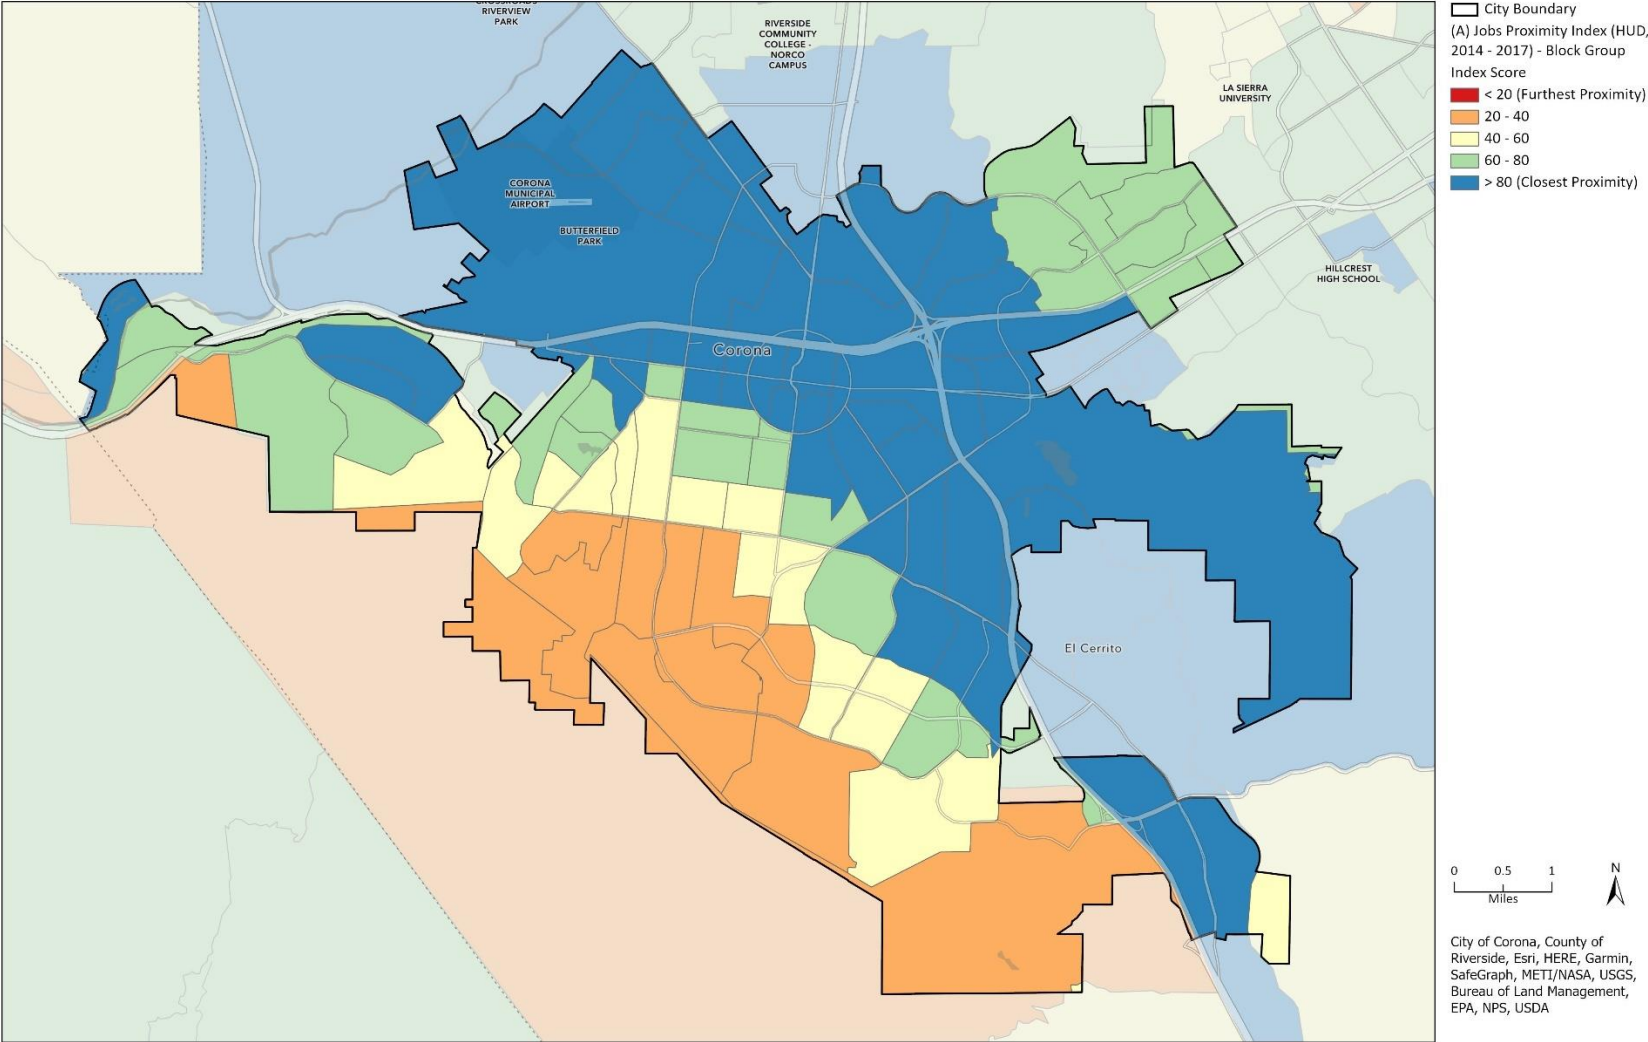 CROSSROADS
RIVERVIEW
PARK
RIVERSIDE
COMMUNITY
COLLEGE -
NORCO
CAMPUS
LA SIERRA
UNIVERSITY
CORONA
MUNICIPAL
AIRPORT
BUTTERFIELD
PARK
HILLCREST
HIGH SCHOOL
Corona
El Cerrito
City Boundary
(A) Jobs Proximity Index (HUD,
2014 - 2017) - Block Group
Index Score
< 20 (Furthest Proximity)
20 - 40
40 - 60
60 - 80
> 80 (Closest Proximity)
0 0.5 1
Miles
N
City of Corona, County of
Riverside, Esri, HERE, Garmin,
SafeGraph, METI/NASA, USGS,
Bureau of Land Management,
EPA, NPS, USDA